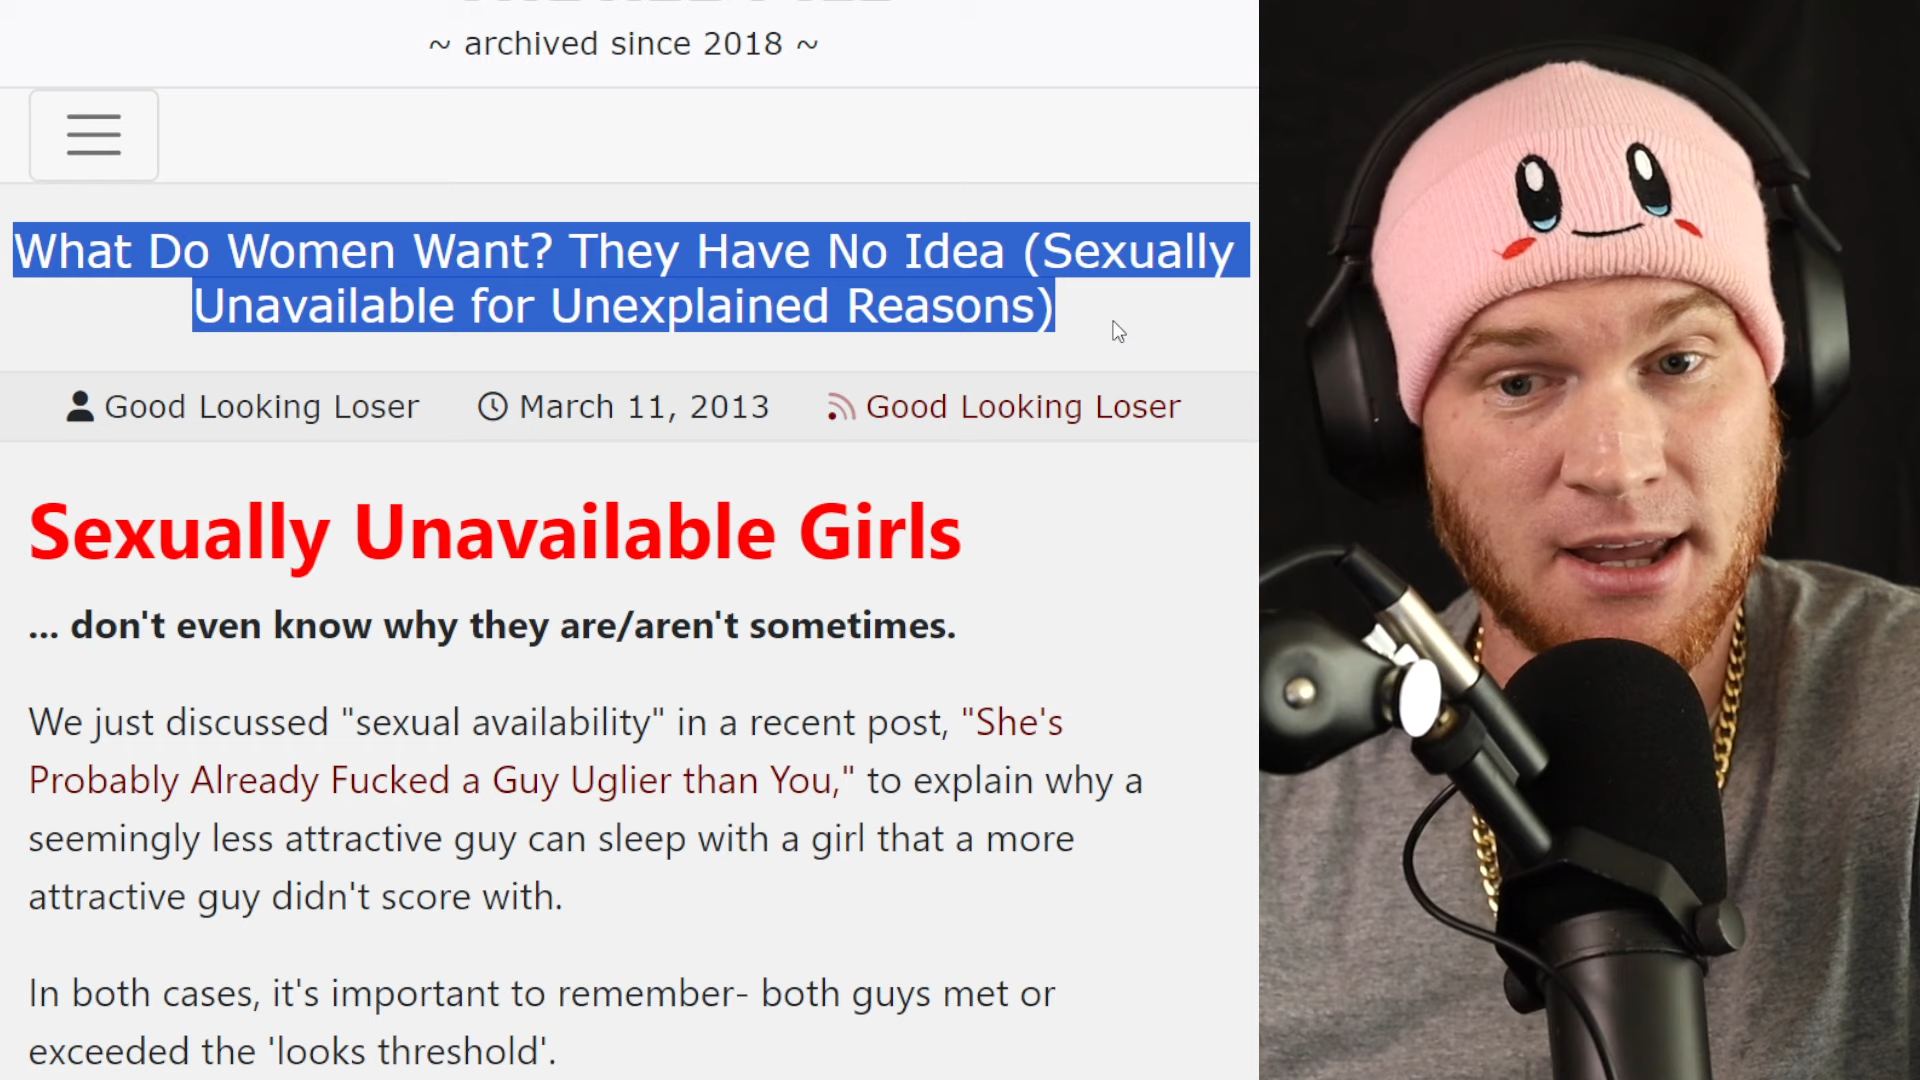 ~ archived since 2018 ~
What Do Women Want? They Have No Idea (Sexually
Unavailable for Unexplained Reasons)
Good Looking Loser March 11, 2013 Good Looking Loser
Sexually Unavailable Girls
... don't even know why they are/aren't sometimes.
We just discussed "sexual availability" in a recent post, "She's
Probably Already Fucked a Guy Uglier than You," to explain why a
seemingly less attractive guy can sleep with a girl that a more
attractive guy didn't score with.
In both cases, it's important to remember- both guys met or
exceeded the 'looks threshold'.